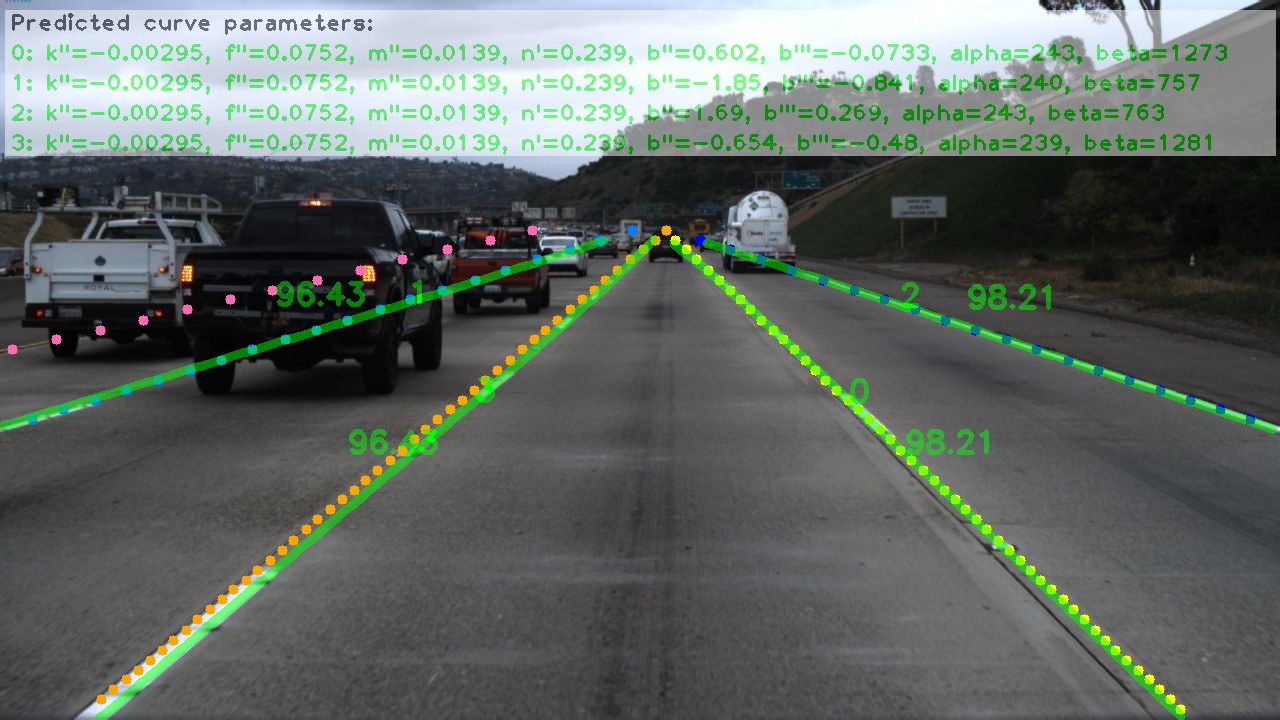 Predicted curve parameters:
0: k''=-0.00295, f''=0.0752, m''=0.0139, n'=0.239, b''=0.602, b'''=-0.0733, alpha=243, beta=1273
1: k''=-0.00295, f''=0.0752, m''=0.0139, n'=0.239, b''=-1.85, b'''=-0.841, alpha=240, beta=757
2: k''=-0.00295, f''=0.0752, m''=0.0139, n'=0.239, b''=1.69, b'''=0.269, alpha=243, beta=763
3: k''=-0.00295, f''=0.0752, m''=0.0139, n'=0.239, b''=-0.654, b'''=-0.48, alpha=239, beta=1281
96.43 1 2 98.21
0
96.43 98.21
ROYAL